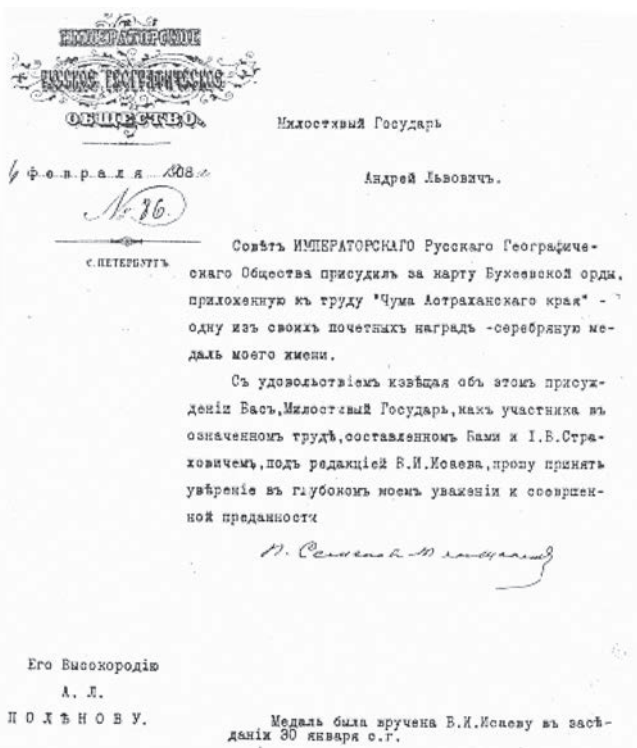 ИМПЕРАТОРСКОЕ
РУССКОЕ ГЕОГРАФИЧЕСКОЕ
ОБЩЕСТВО.
6 февраля 1908 г.
№ 86.
С. ПЕТЕРБУРГЪ
Милостивый Государь
Андрей Львовичъ.
Совѣтъ ИМПЕРАТОРСКАГО Русскаго Географиче-
скаго Общества присудилъ за карту Букеевской орды,
приложенную къ труду "Чума Астраханскаго края" -
одну изъ своихъ почетныхъ наградъ -серебряную ме-
даль моего имени.
Съ удовольствіемъ извѣщая объ этомъ присуж-
деніи Васъ,Милостивый Государь,какъ участника въ
означенномъ трудѣ,составленномъ Вами и І.В.Стра-
ховичемъ,подъ редакціей В.И.Исаева,прошу принять
увѣреніе въ глубокомъ моемъ уваженіи и совершен-
ной преданности
П. Семеновъ Тяншанскій
Его Высокородію
А. Л.
ПОЛѢНОВУ.
Медаль была вручена В.И.Исаеву въ засѣ-
даніи 30 января с.г.